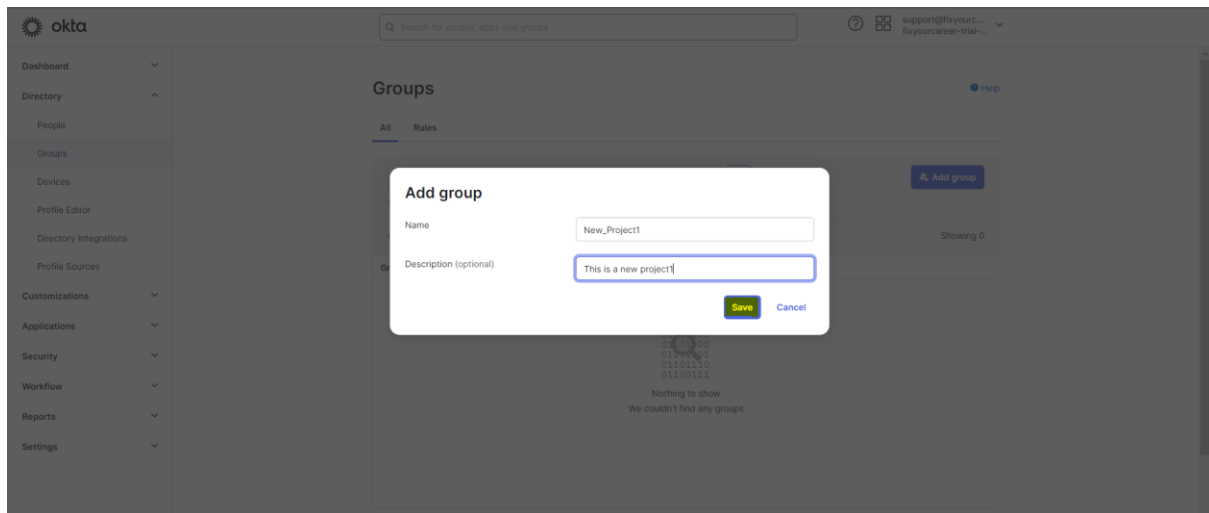 okta
Search for people, apps and groups
support@fixyourc...
fixyourcareer-trial-...
Dashboard
Directory
People
Groups
Devices
Profile Editor
Directory Integrations
Profile Sources
Customizations
Applications
Security
Workflow
Reports
Settings
Groups
Help
All Rules
Add group
Showing 0
Add group
Name
New_Project1
Description (optional)
This is a new project1
Save Cancel
01101110
01100111
Nothing to show
We couldn't find any groups